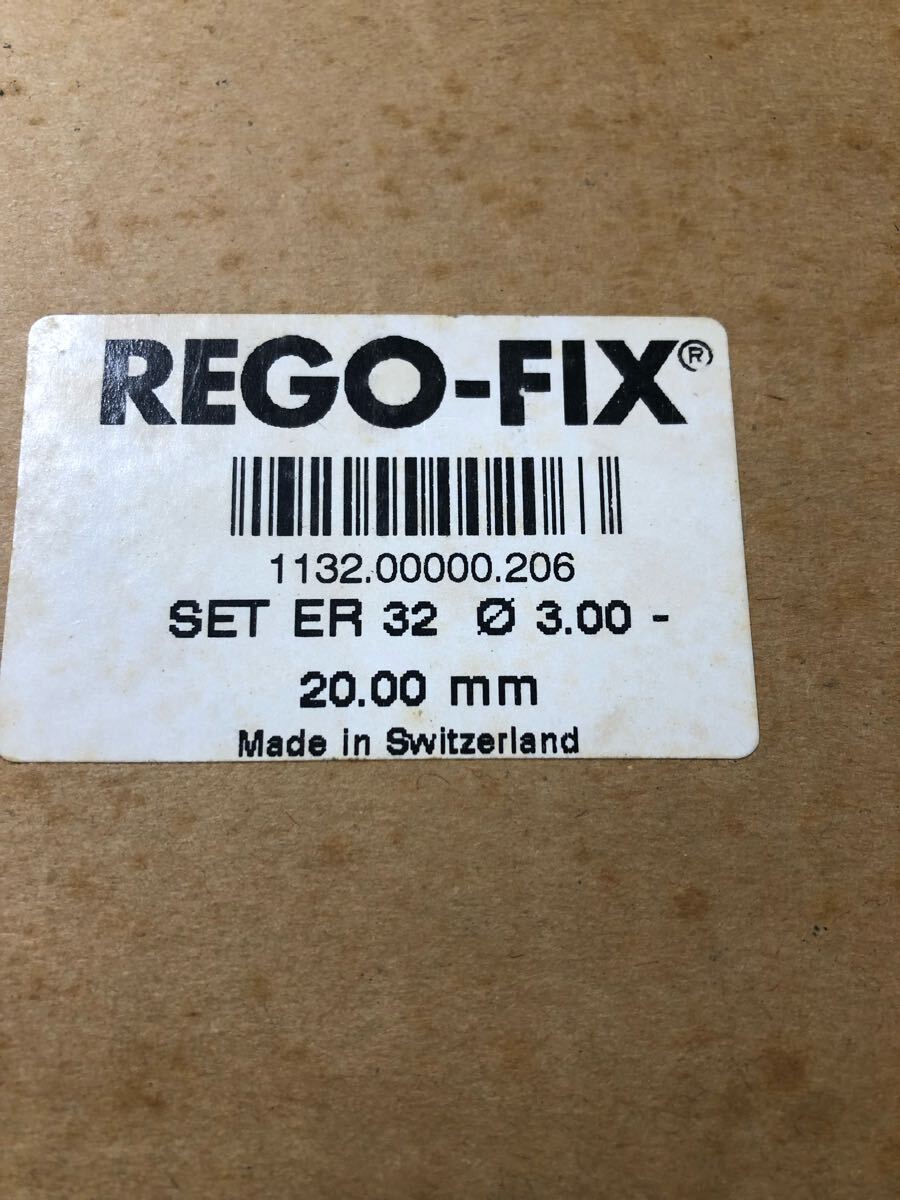 REGO-FIX®
1132.00000.206
SET ER 32 Ø 3.00 -
20.00 mm
Made in Switzerland